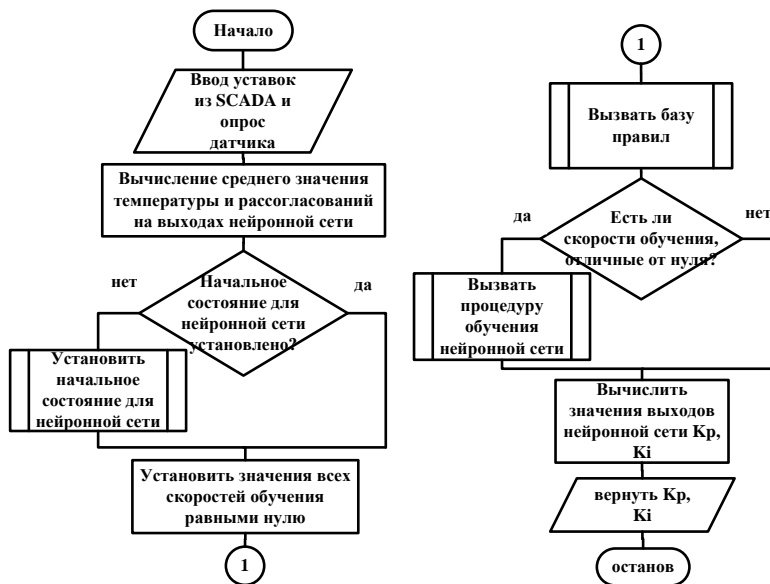 Начало
Ввод уставок
из SCADA и
опрос
датчика
Вычисление среднего значения
температуры и рассогласований
на выходах нейронной сети
нет
Начальное
состояние для
нейронной сети
установлено?
да
Установить
начальное
состояние для
нейронной сети
Установить значения всех
скоростей обучения
равными нулю
1
1
Вызвать базу
правил
да
Есть ли
скорости обучения,
отличные от нуля?
нет
Вызвать
процедуру
обучения
нейронной сети
Вычислить
значения выходов
нейронной сети Kp,
Ki
вернуть Kp,
Ki
останов